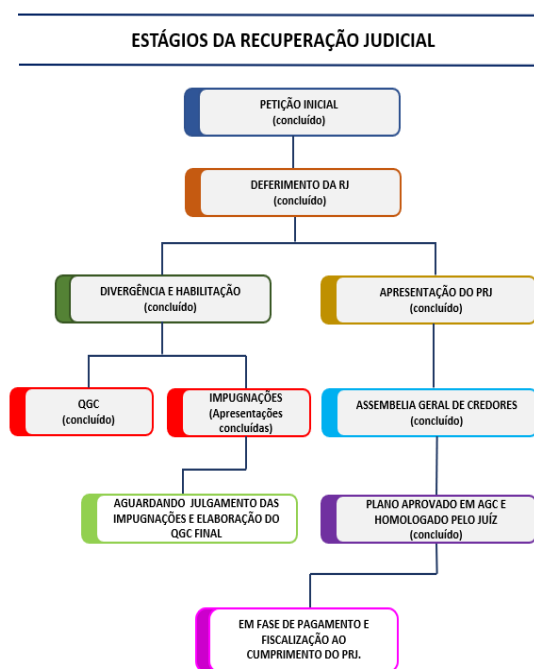 ESTÁGIOS DA RECUPERAÇÃO JUDICIAL
PETIÇÃO INICIAL
(concluído)
DEFERIMENTO DA RJ
(concluído)
DIVERGÊNCIA E HABILITAÇÃO
(concluído)
APRESENTAÇÃO DO PRJ
(concluído)
QGC
(concluído)
IMPUGNAÇÕES
(Apresentações
concluídas)
ASSEMBELIA GERAL DE CREDORES
(concluído)
AGUARDANDO JULGAMENTO DAS
IMPUGNAÇÕES E ELABORAÇÃO DO
QGC FINAL
PLANO APROVADO EM AGC E
HOMOLOGADO PELO JUÍZ
(concluído)
EM FASE DE PAGAMENTO E
FISCALIZAÇÃO AO
CUMPRIMENTO DO PRJ.